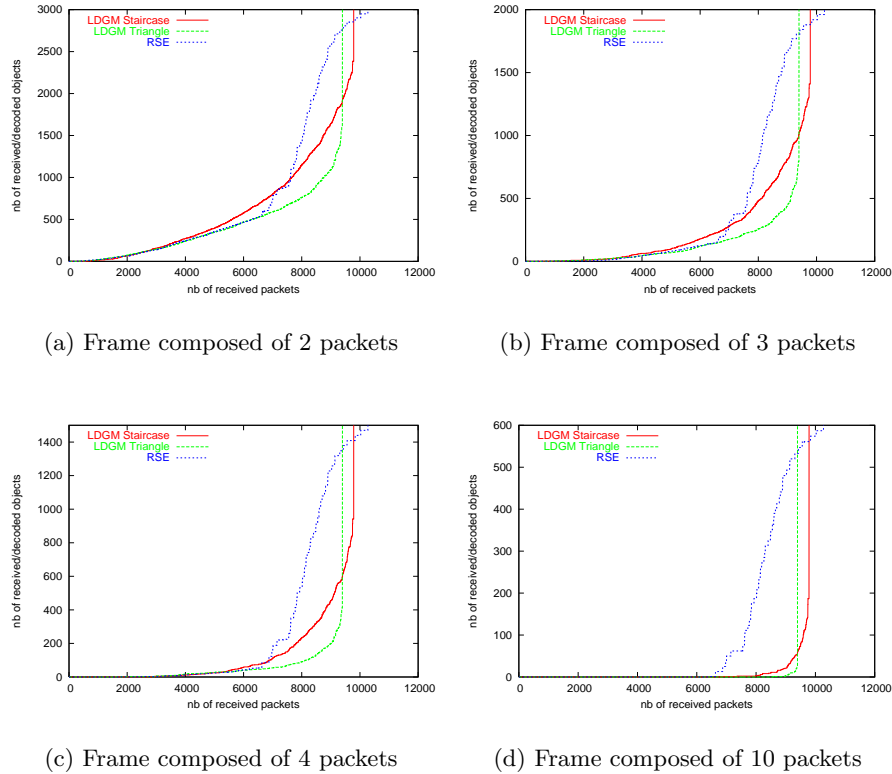 3000
2500
2000
1500
1000
500
0
0 2000 4000 6000 8000 10000 12000
nb of received/decoded objects
nb of received packets
LDGM Staircase
LDGM Triangle
RSE
(a) Frame composed of 2 packets
2000
1500
1000
500
0
0 2000 4000 6000 8000 10000 12000
nb of received/decoded objects
nb of received packets
LDGM Staircase
LDGM Triangle
RSE
(b) Frame composed of 3 packets
1400
1200
1000
800
600
400
200
0
0 2000 4000 6000 8000 10000 12000
nb of received/decoded objects
nb of received packets
LDGM Staircase
LDGM Triangle
RSE
(c) Frame composed of 4 packets
600
500
400
300
200
100
0
0 2000 4000 6000 8000 10000 12000
nb of received/decoded objects
nb of received packets
LDGM Staircase
LDGM Triangle
RSE
(d) Frame composed of 10 packets